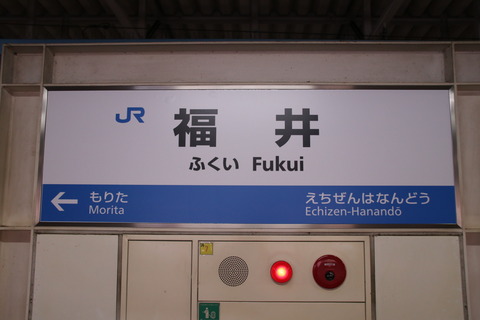 JR 福井
ふくい Fukui
← もりた えちぜんはなんどう
Morita Echizen-Hanandō